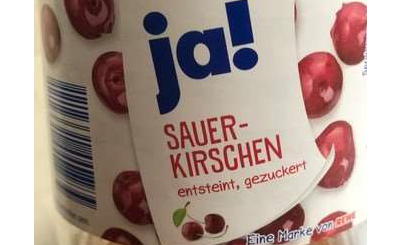 ja!
SAUER-
KIRSCHEN
entsteint, gezuckert
Eine Marke von